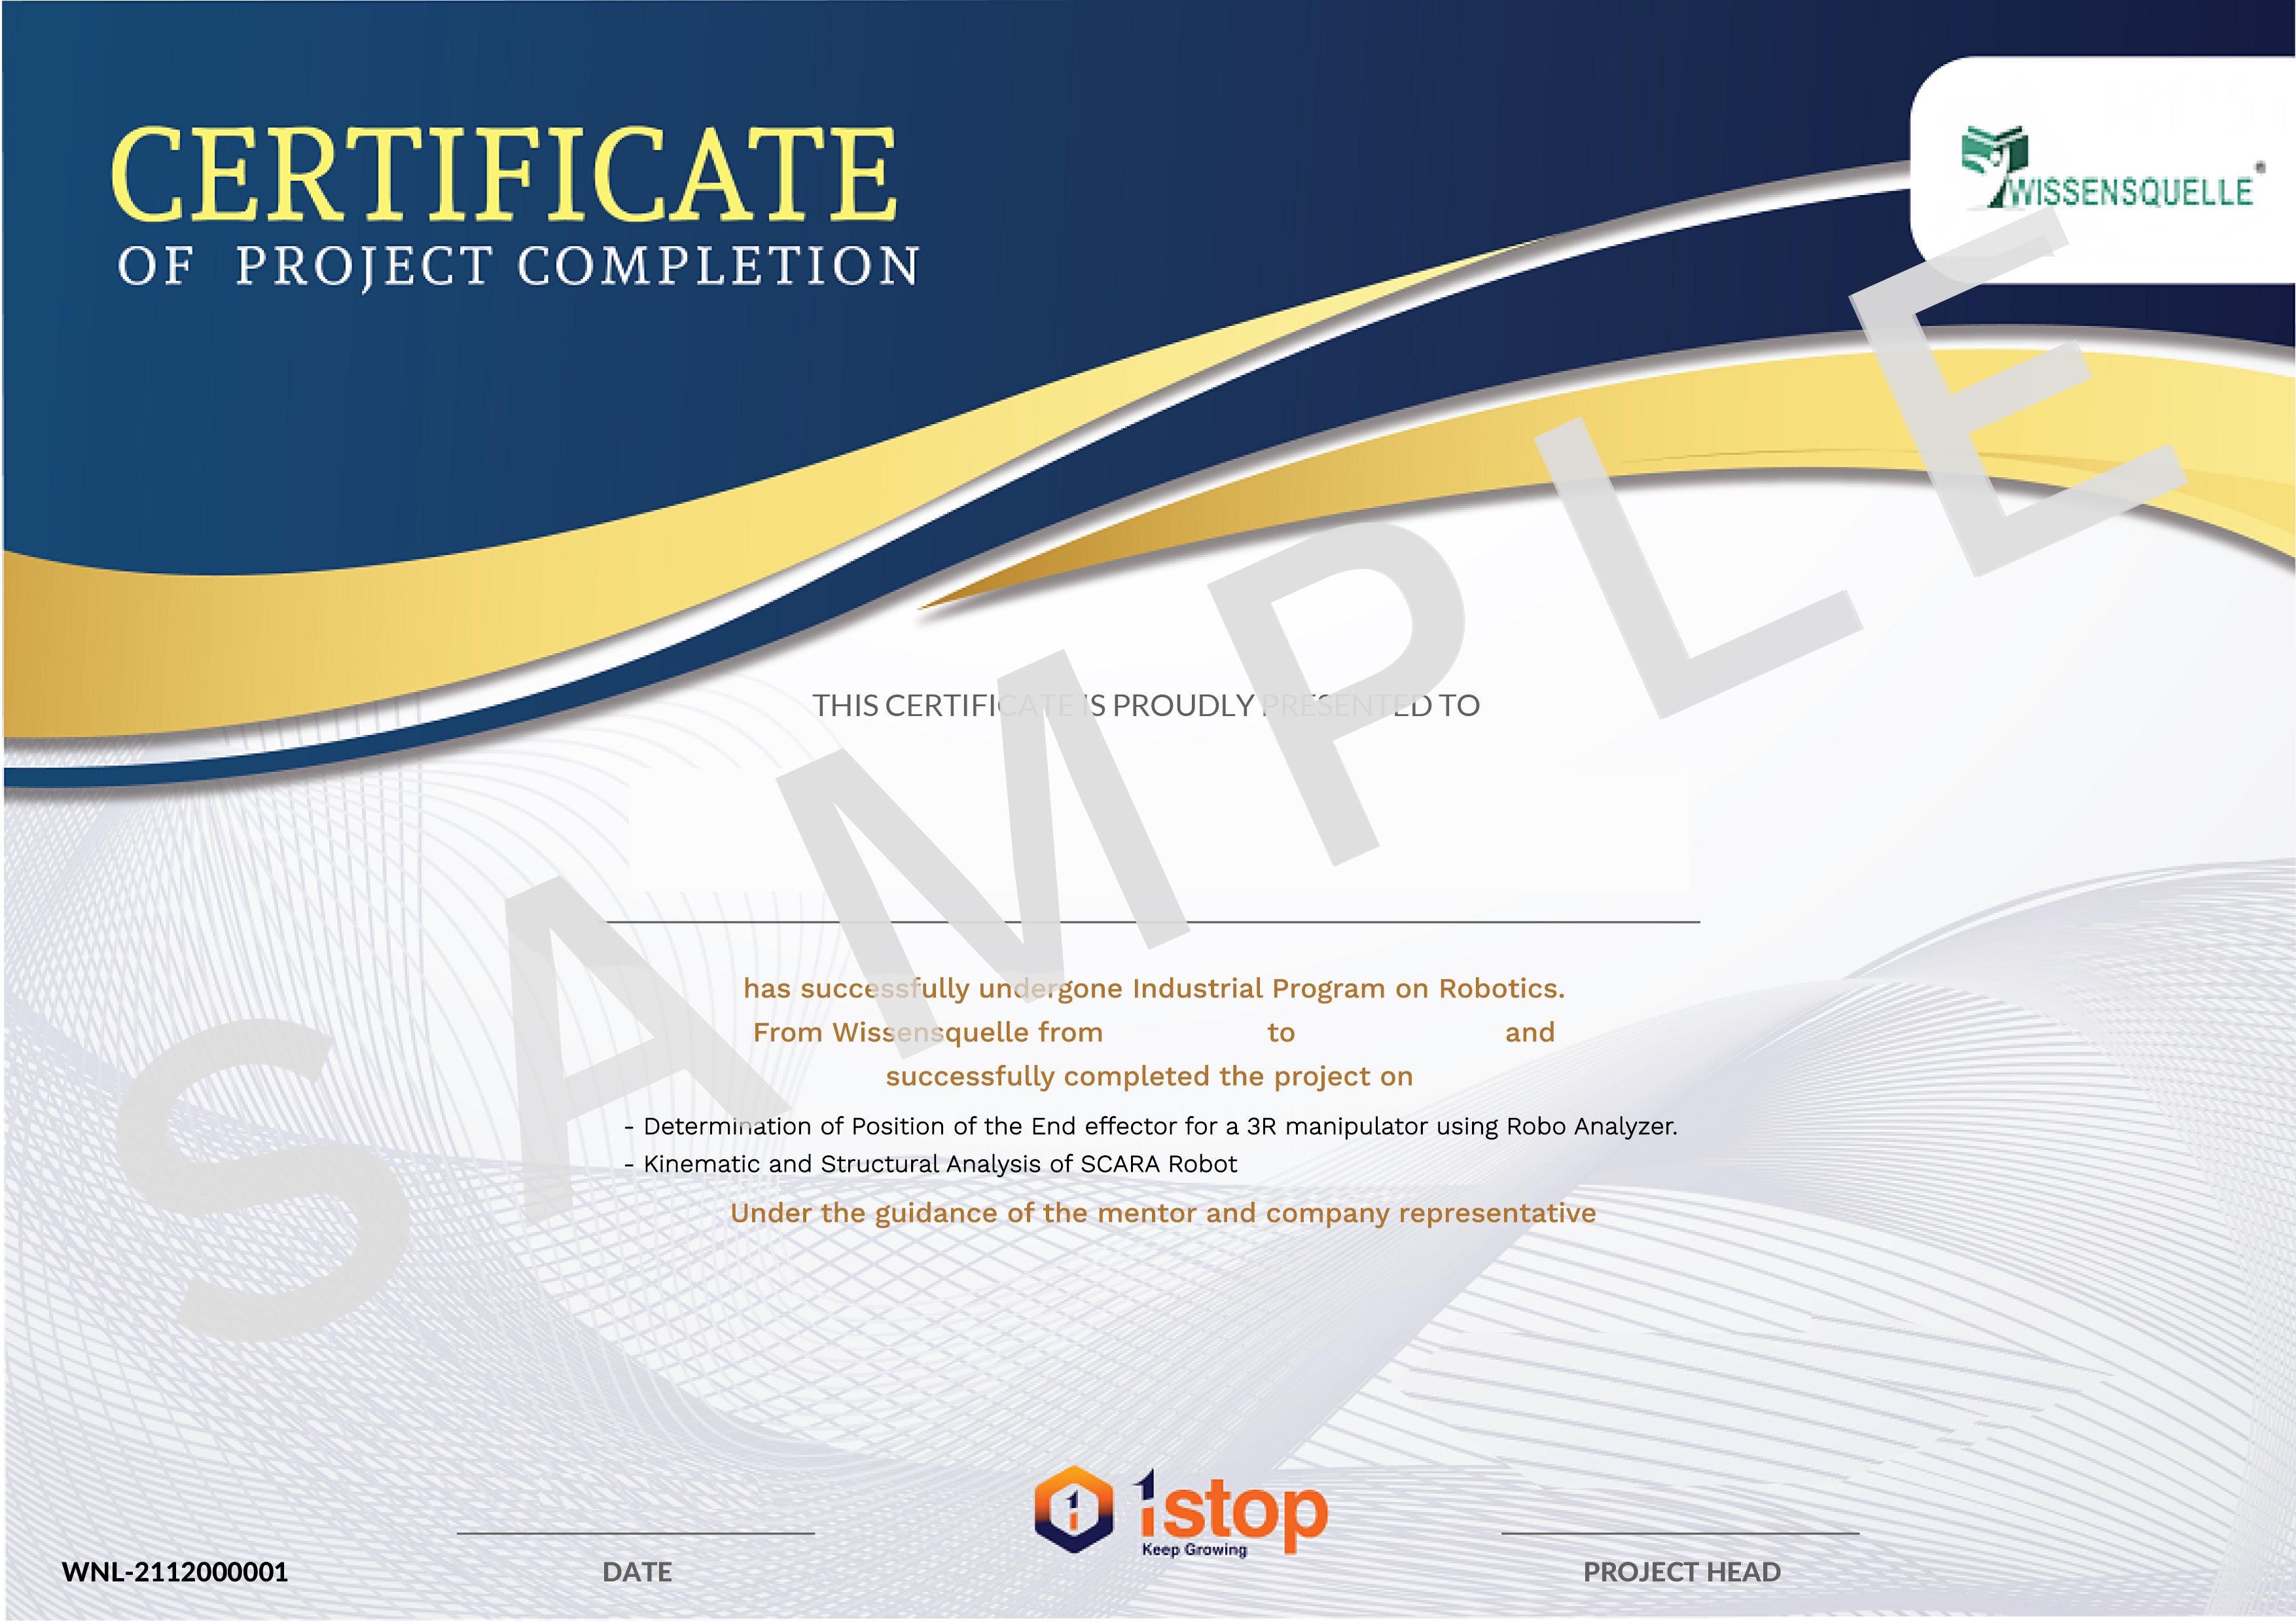 CERTIFICATE
OF PROJECT COMPLETION
WISSENSQUELLE®
SAMPLE
THIS CERTIFICATE IS PROUDLY PRESENTED TO
has successfully undergone Industrial Program on Robotics.
From Wissensquelle from to and
successfully completed the project on
- Determination of Position of the End effector for a 3R manipulator using Robo Analyzer.
- Kinematic and Structural Analysis of SCARA Robot
Under the guidance of the mentor and company representative
1stop
Keep Growing
WNL-2112000001
DATE
PROJECT HEAD